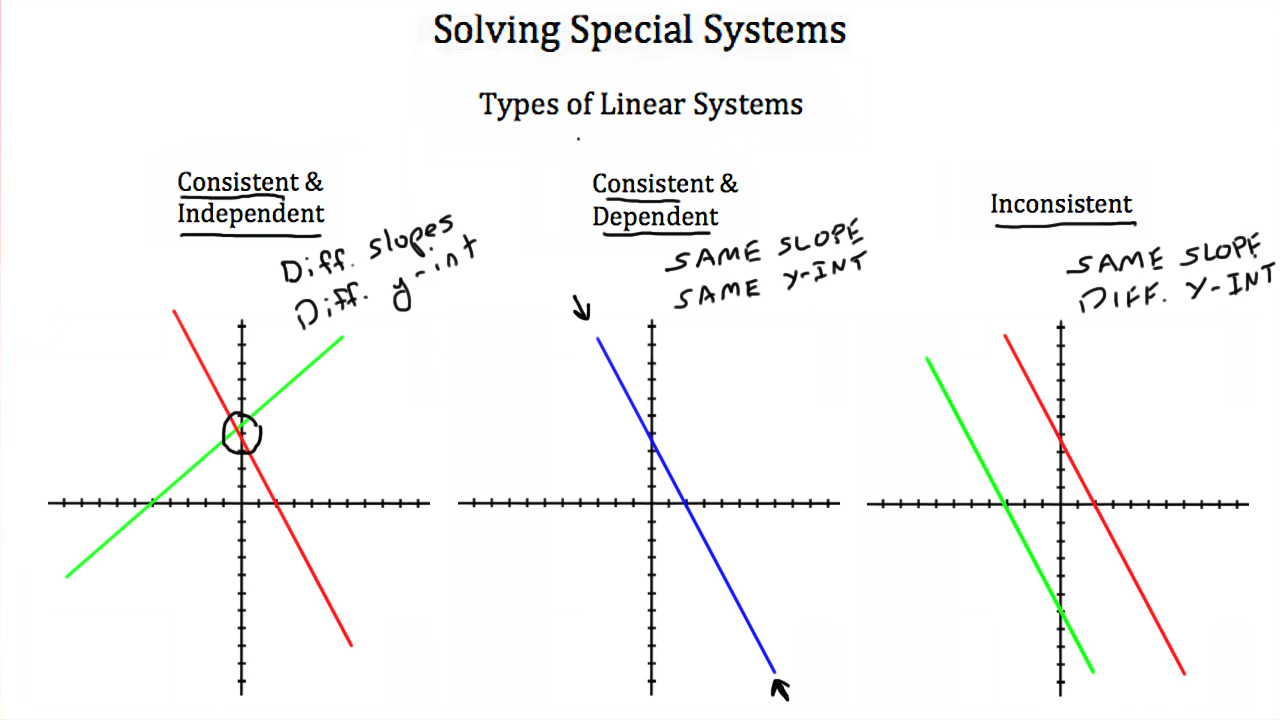 Solving Special Systems
Types of Linear Systems
Consistent &
Independent
Diff. slopes
Diff. y-int
Consistent &
Dependent
SAME SLOPE
SAME Y-INT
Inconsistent
SAME SLOPE
DIFF. Y-INT